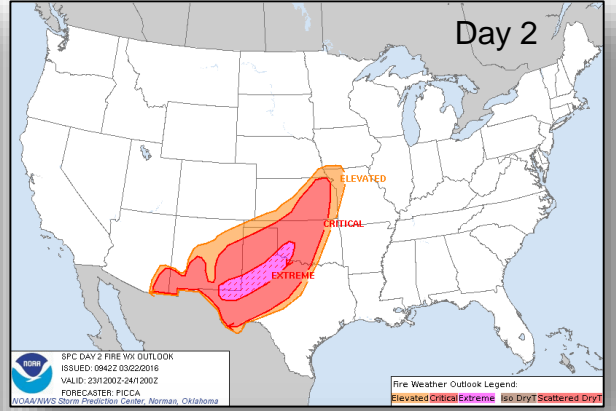 Day 2
ELEVATED
CRITICAL
EXTREME
NOAA
SPC DAY 2 FIRE WX OUTLOOK
ISSUED: 0942Z 03/22/2016
VALID: 23/1200Z-24/1200Z
FORECASTER: PICCA
NOAA/NWS Storm Prediction Center, Norman, Oklahoma
Fire Weather Outlook Legend:
Elevated Critical Extreme Iso DryT Scattered DryT